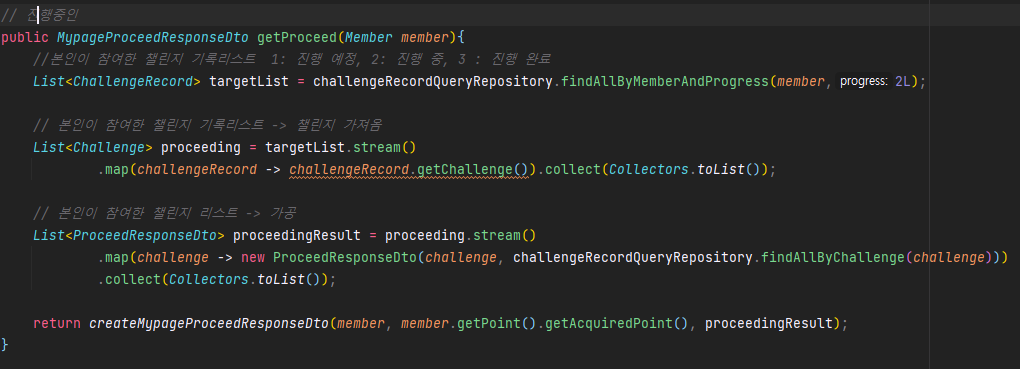 // 진행중인
public MypageProceedResponseDto getProceed(Member member){
//본인이 참여한 챌린지 기록리스트  1: 진행 예정, 2: 진행 중, 3 : 진행 완료
List<ChallengeRecord> targetList = challengeRecordQueryRepository.findAllByMemberAndProgress(member, progress: 2L);
// 본인이 참여한 챌린지 기록리스트 -> 챌린지 가져옴
List<Challenge> proceeding = targetList.stream()
.map(challengeRecord -> challengeRecord.getChallenge()).collect(Collectors.toList());
// 본인이 참여한 챌린지 리스트 -> 가공
List<ProceedResponseDto> proceedingResult = proceeding.stream()
.map(challenge -> new ProceedResponseDto(challenge, challengeRecordQueryRepository.findAllByChallenge(challenge)))
.collect(Collectors.toList());
return createMypageProceedResponseDto(member, member.getPoint().getAcquiredPoint(), proceedingResult);
}